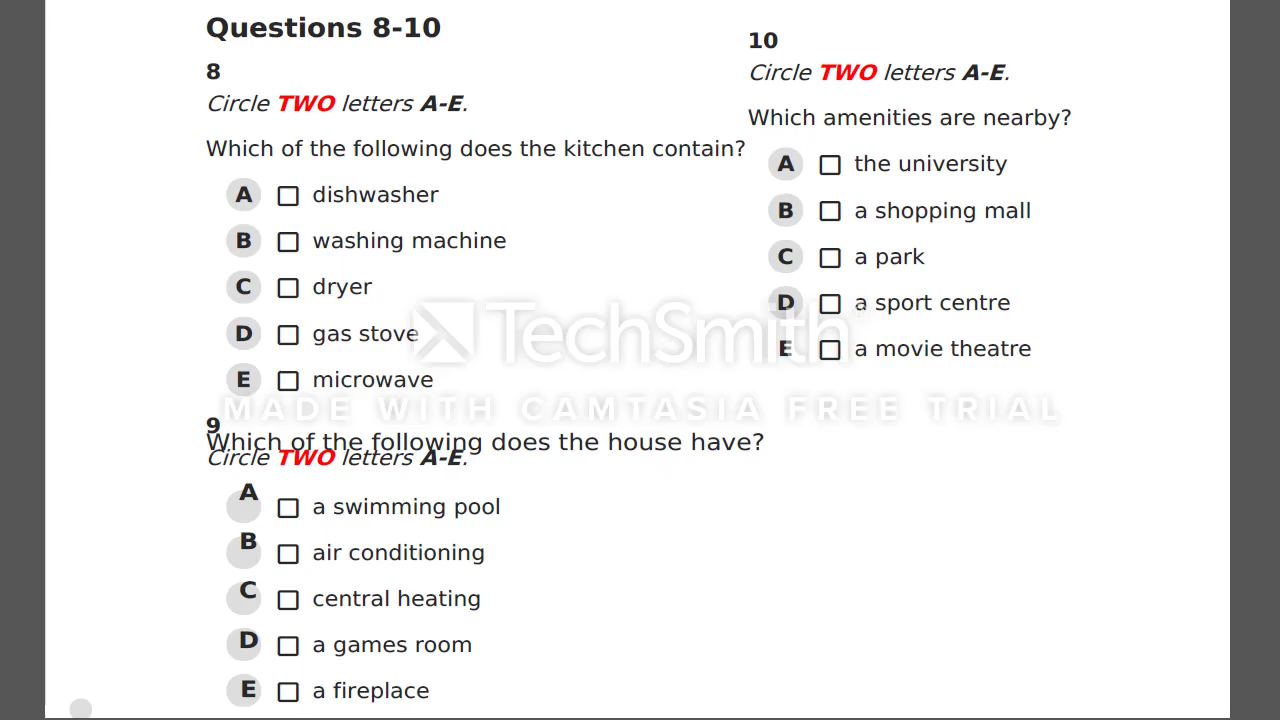 Questions 8-10
8
Circle TWO letters A-E.
Which of the following does the kitchen contain?
A dishwasher
B washing machine
C dryer
D gas stove
E microwave
9
Which of the following does the house have?
Circle TWO letters A-E.
A a swimming pool
B air conditioning
C central heating
D a games room
E a fireplace
10
Circle TWO letters A-E.
Which amenities are nearby?
A the university
B a shopping mall
C a park
D a sport centre
E a movie theatre
TechSmith
MADE WITH CAMTASIA FREE TRIAL